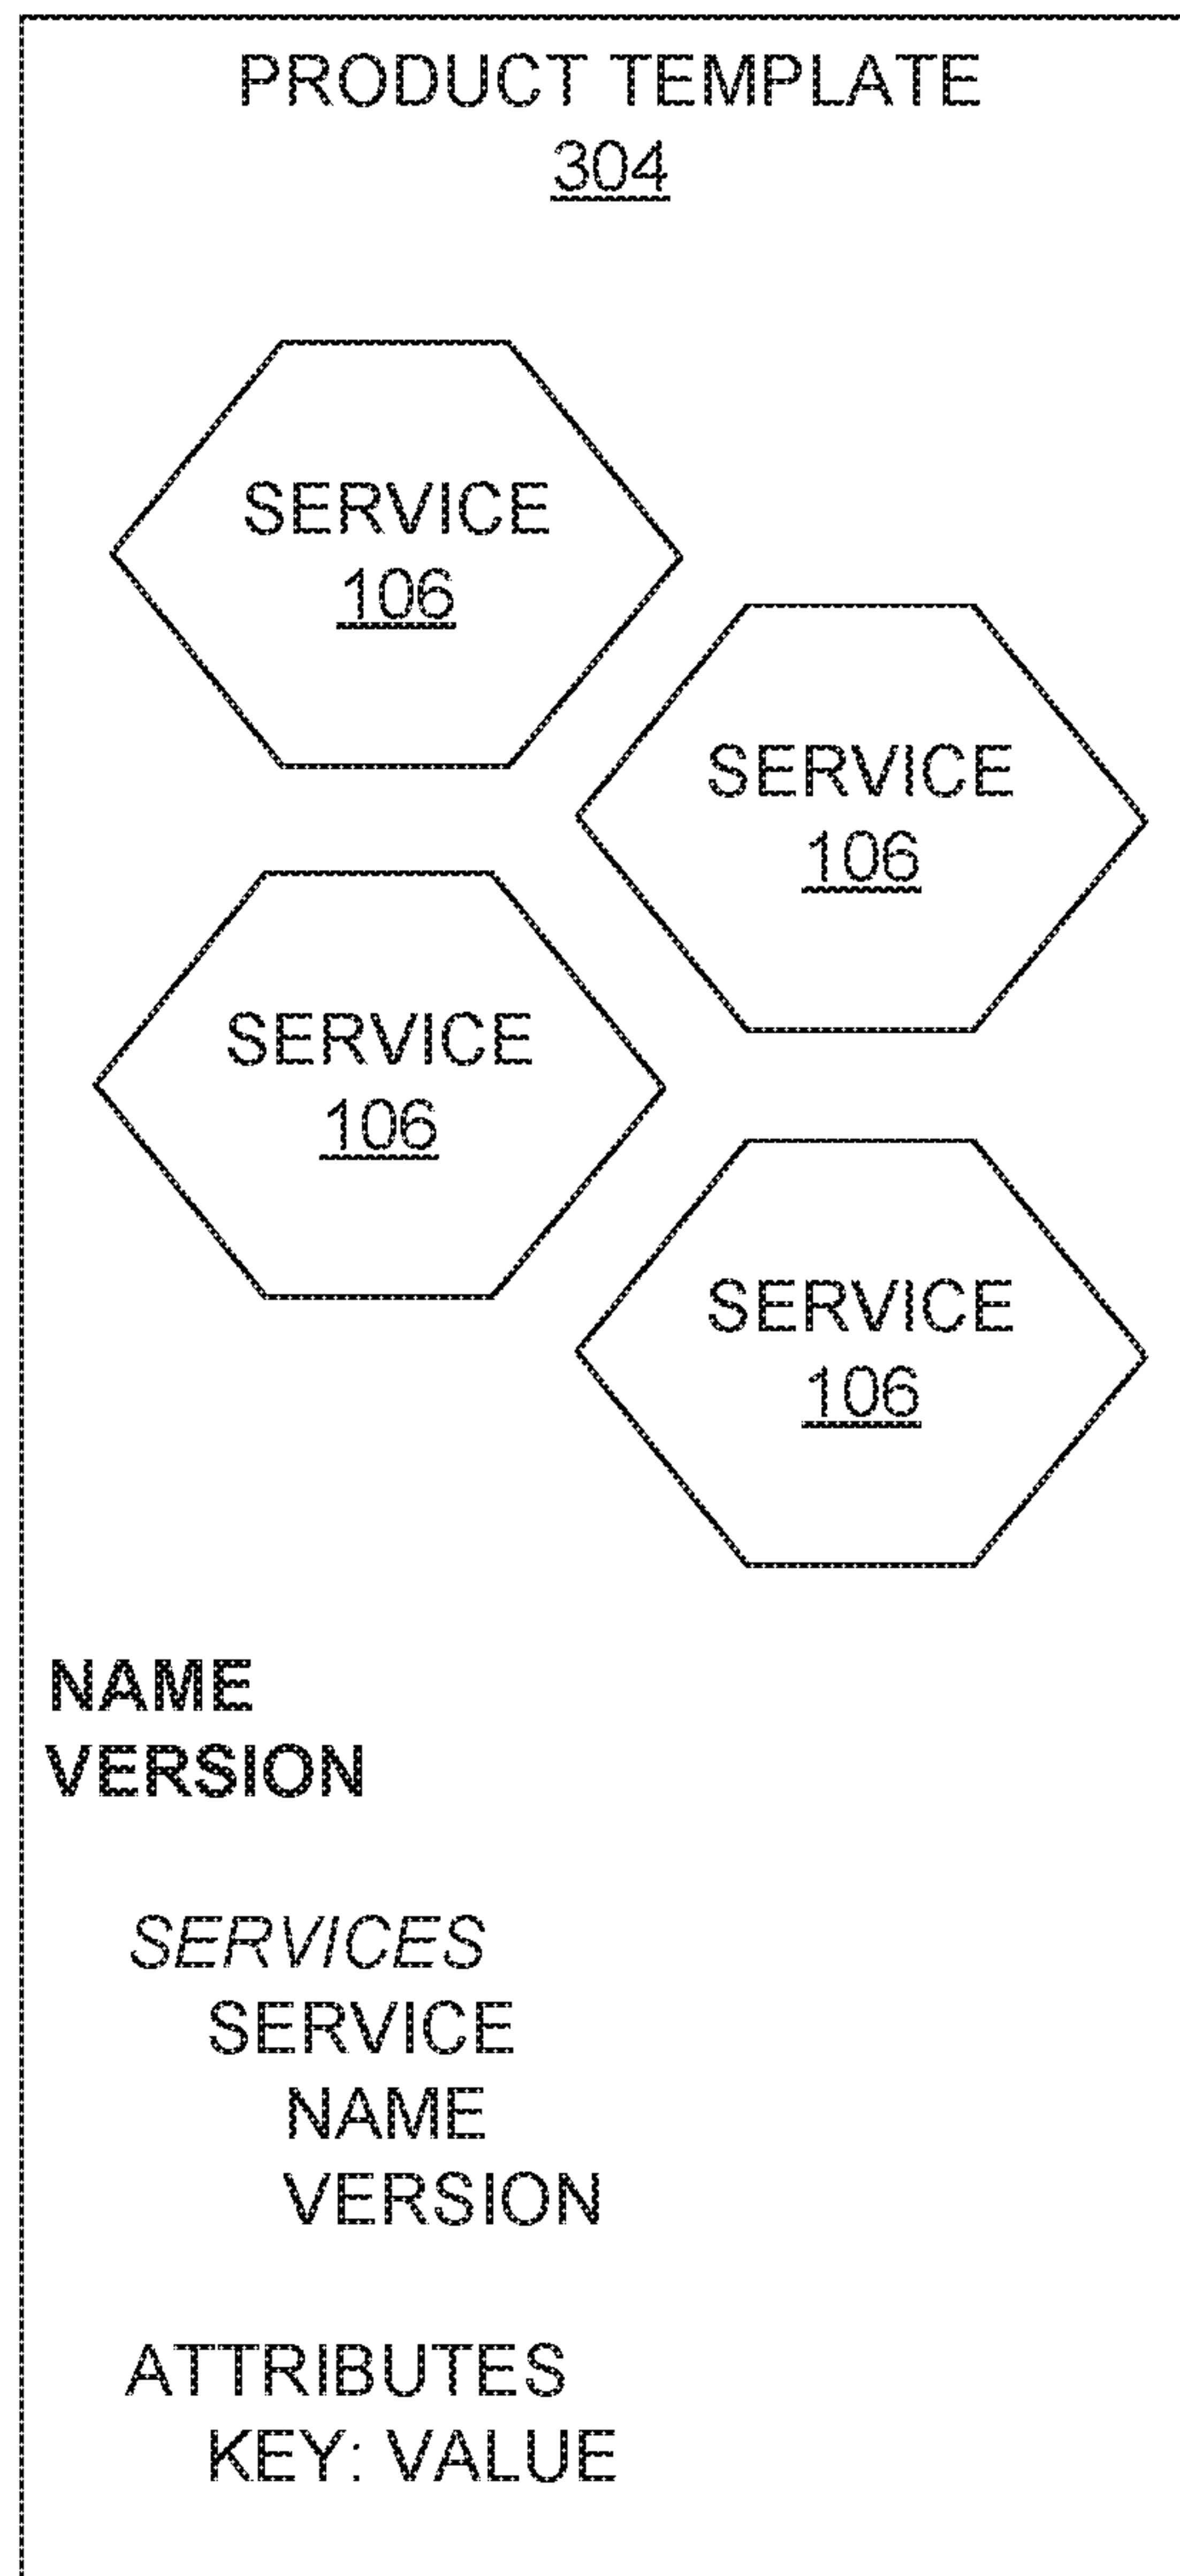 PRODUCT TEMPLATE
304
SERVICE
106
SERVICE
106
SERVICE
106
SERVICE
106
NAME
VERSION
SERVICES
SERVICE
NAME
VERSION
ATTRIBUTES
KEY: VALUE